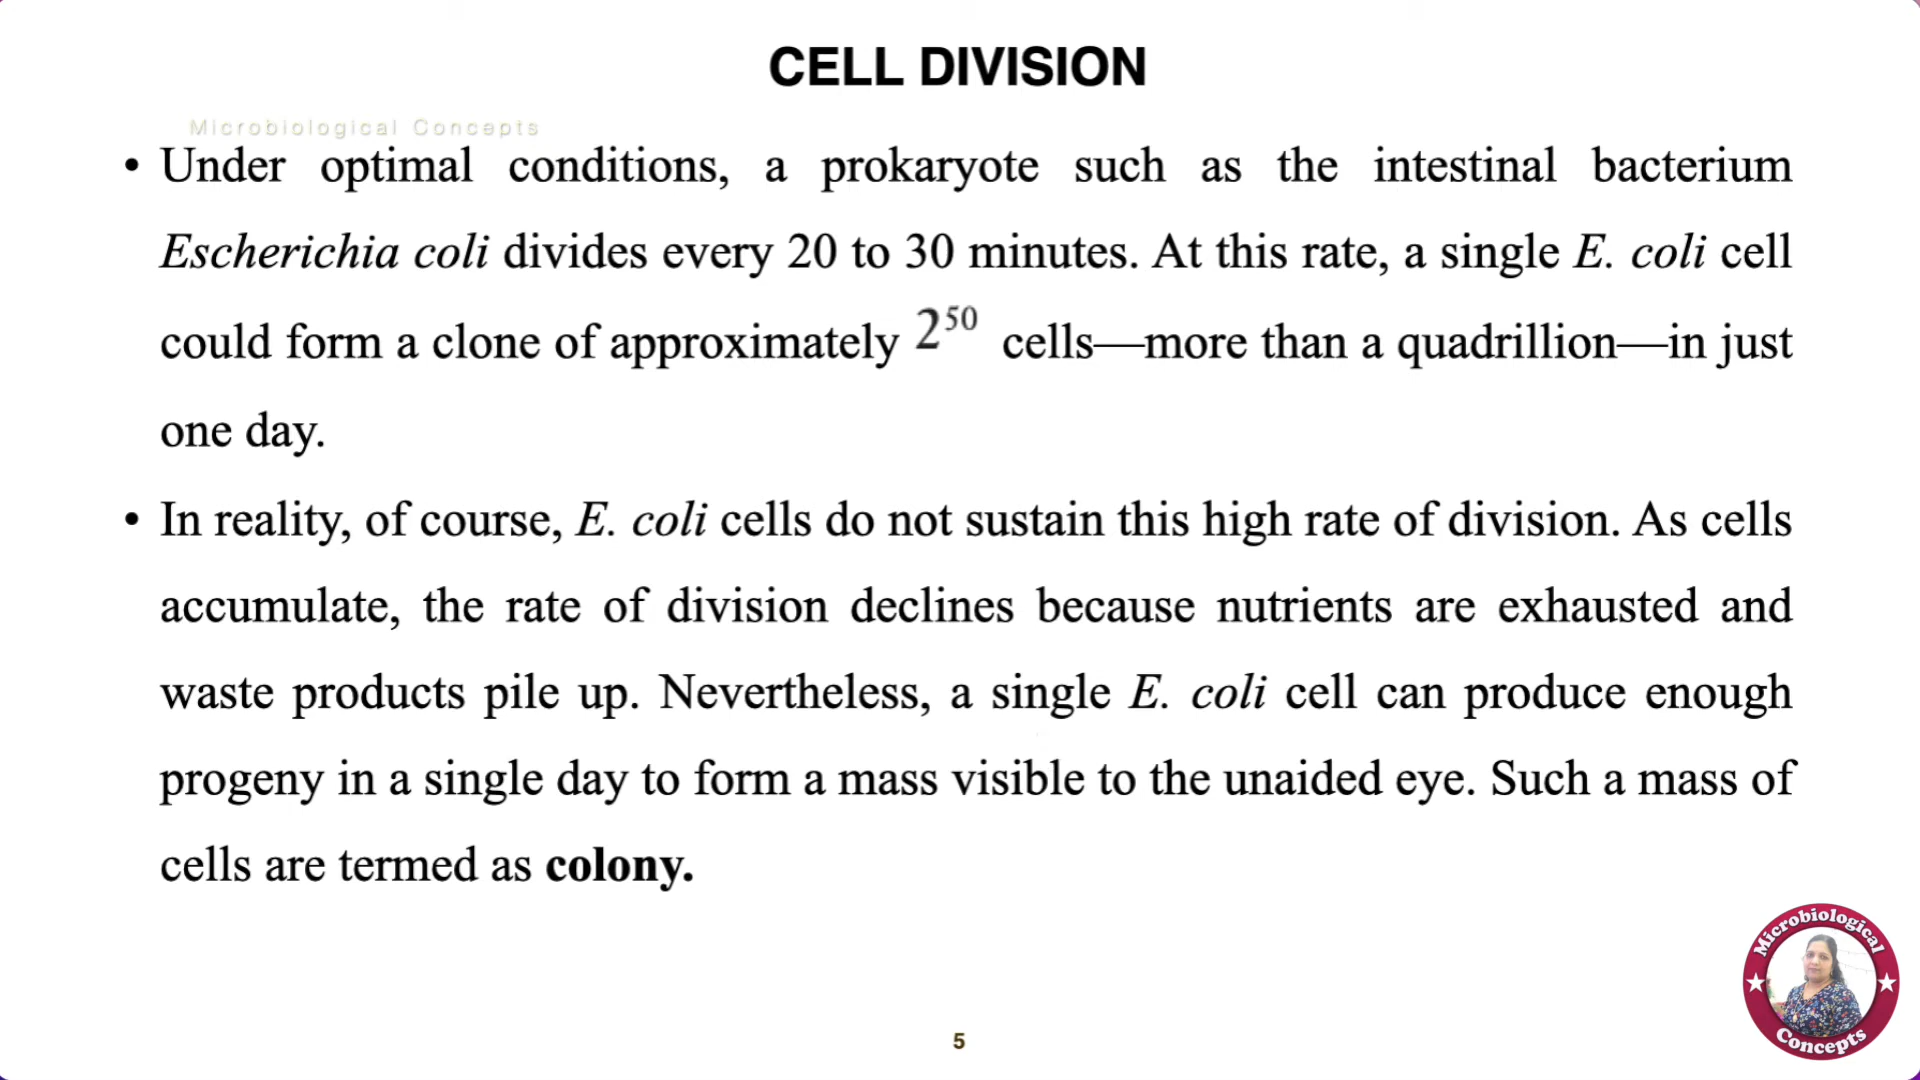 CELL DIVISION
Microbiological Concepts
• Under optimal conditions, a prokaryote such as the intestinal bacterium
Escherichia coli divides every 20 to 30 minutes. At this rate, a single E. coli cell
could form a clone of approximately 2⁵⁰ cells—more than a quadrillion—in just
one day.
• In reality, of course, E. coli cells do not sustain this high rate of division. As cells
accumulate, the rate of division declines because nutrients are exhausted and
waste products pile up. Nevertheless, a single E. coli cell can produce enough
progeny in a single day to form a mass visible to the unaided eye. Such a mass of
cells are termed as colony.
Microbiological
Concepts
5